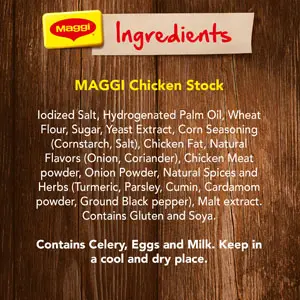 Maggi
Ingredients
MAGGI Chicken Stock
Iodized Salt, Hydrogenated Palm Oil, Wheat
Flour, Sugar, Yeast Extract, Corn Seasoning
(Cornstarch, Salt), Chicken Fat, Natural
Flavors (Onion, Coriander), Chicken Meat
powder, Onion Powder, Natural Spices and
Herbs (Turmeric, Parsley, Cumin, Cardamom
powder, Ground Black pepper), Malt extract.
Contains Gluten and Soya.
Contains Celery, Eggs and Milk. Keep in
a cool and dry place.